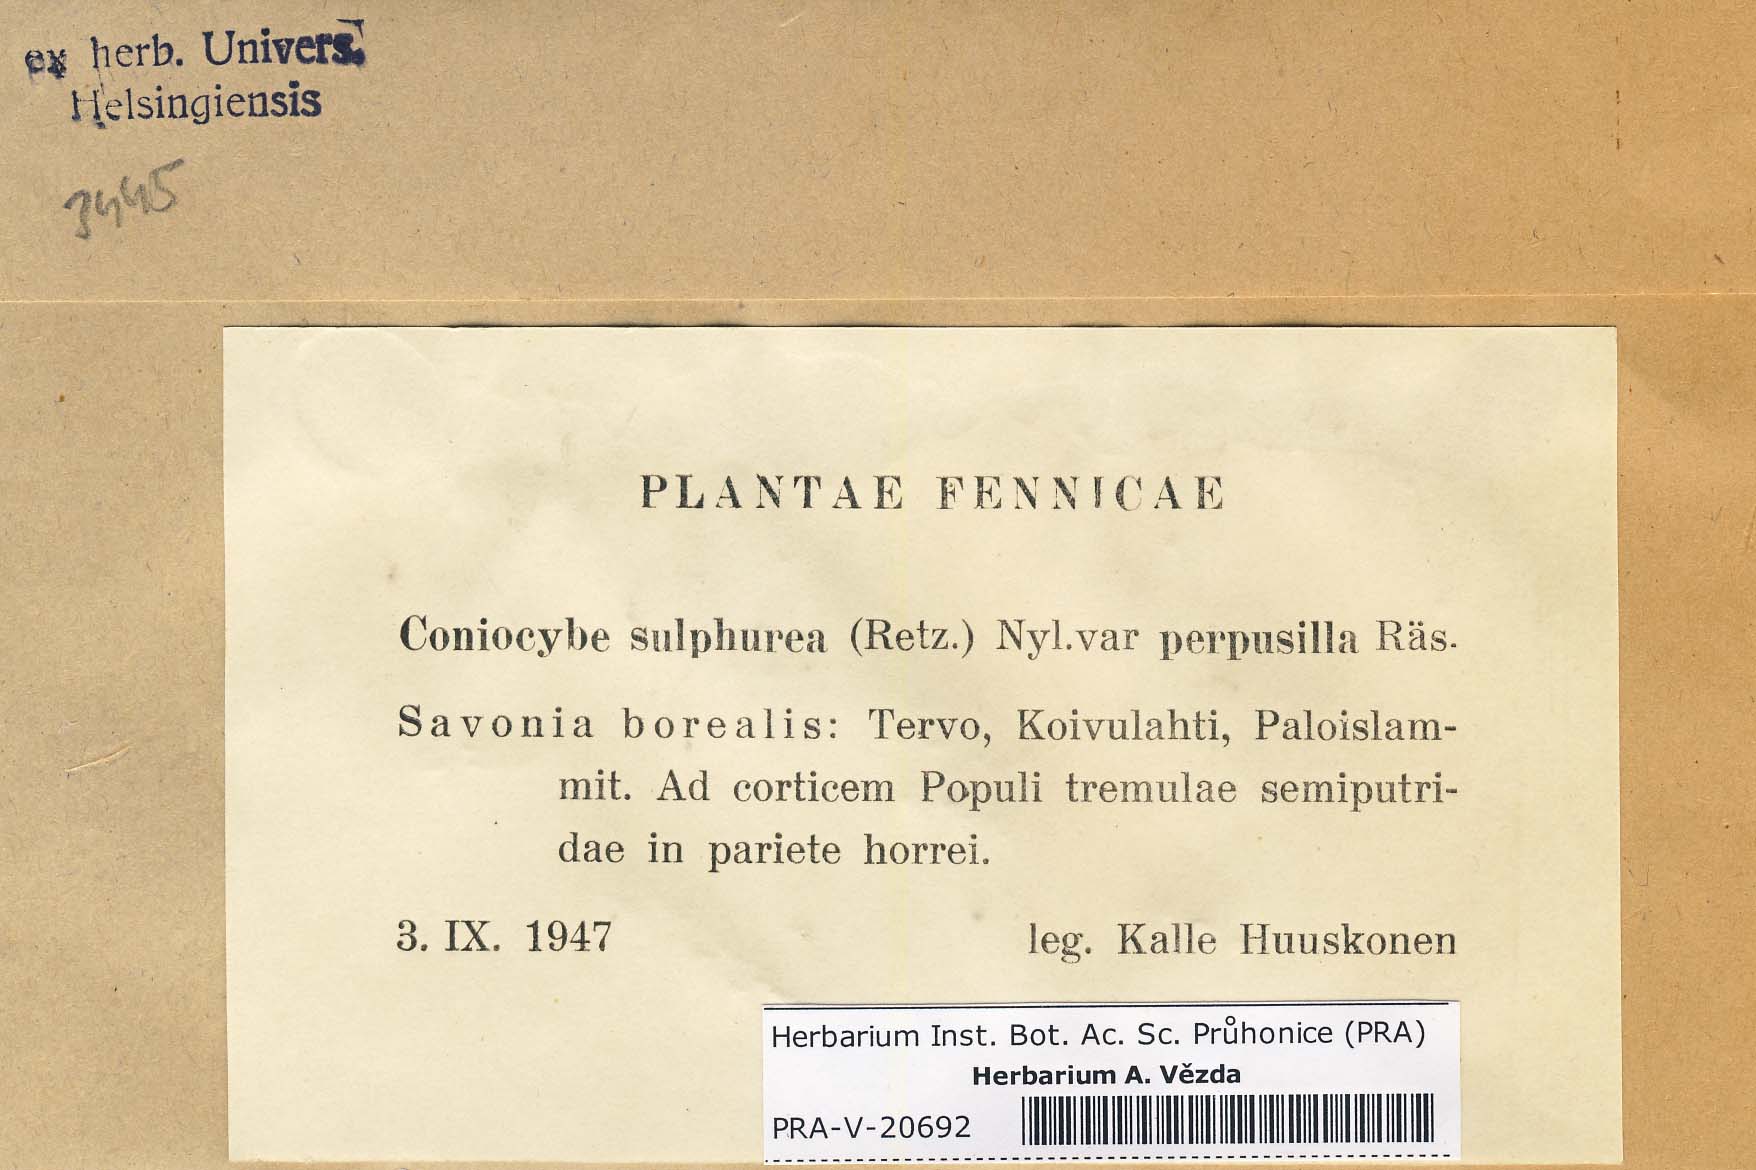 ex herb. Univers.
Helsingiensis
3445
PLANTAE FENNICAE
Coniocybe sulphurea (Retz.) Nyl.var perpusilla Räs.
Savonia borealis: Tervo, Koivulahti, Paloislam-
mit. Ad corticem Populi tremulae semiputri-
dae in pariete horrei.
3. IX. 1947 leg. Kalle Huuskonen
Herbarium Inst. Bot. Ac. Sc. Průhonice (PRA)
Herbarium A. Vězda
PRA-V-20692